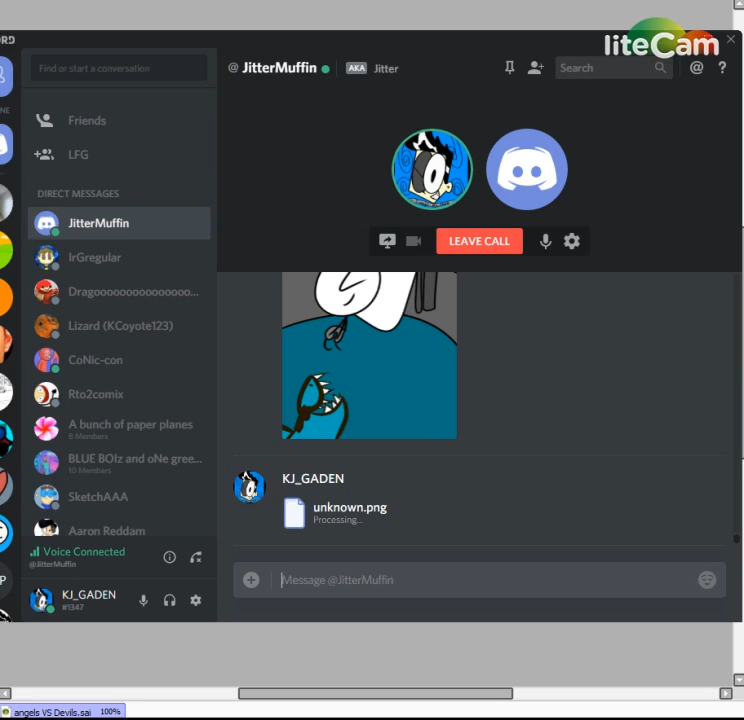 liteCam
ORD
Find or start a conversation
@ JitterMuffin
AKA Jitter
Search
@ ?
Friends
LFG
DIRECT MESSAGES
JitterMuffin
IrGregular
Dragooooooooooooooo...
Lizard (KCoyote123)
CoNic-con
Rto2comix
A bunch of paper planes
8 Members
BLUE BOIz and oNe gree...
10 Members
SketchAAA
Aaron Reddam
LEAVE CALL
KJ_GADEN
unknown.png
Processing...
Voice Connected
@JitterMuffin
KJ_GADEN
#1347
Message @JitterMuffin
angels VS Devils.sai 100%